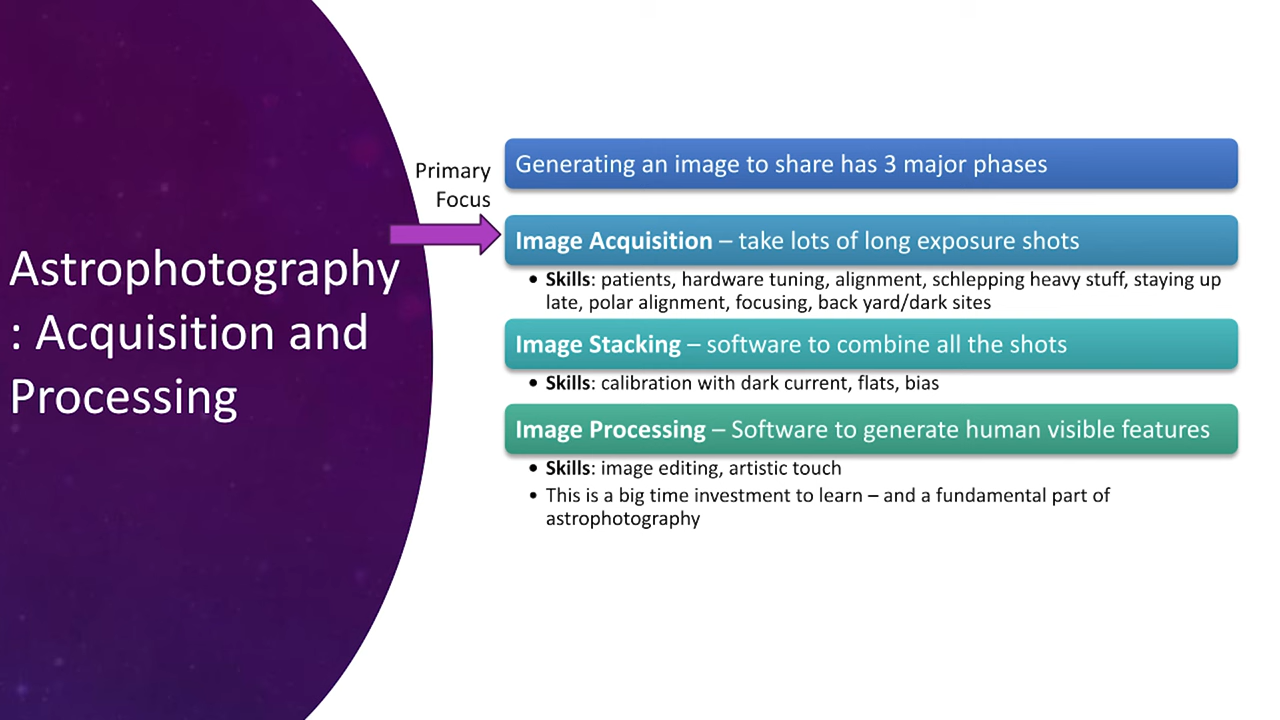 Astrophotography
: Acquisition and
Processing
Primary
Focus
Generating an image to share has 3 major phases
Image Acquisition – take lots of long exposure shots
• Skills: patients, hardware tuning, alignment, schlepping heavy stuff, staying up
late, polar alignment, focusing, back yard/dark sites
Image Stacking – software to combine all the shots
• Skills: calibration with dark current, flats, bias
Image Processing – Software to generate human visible features
• Skills: image editing, artistic touch
• This is a big time investment to learn – and a fundamental part of
astrophotography